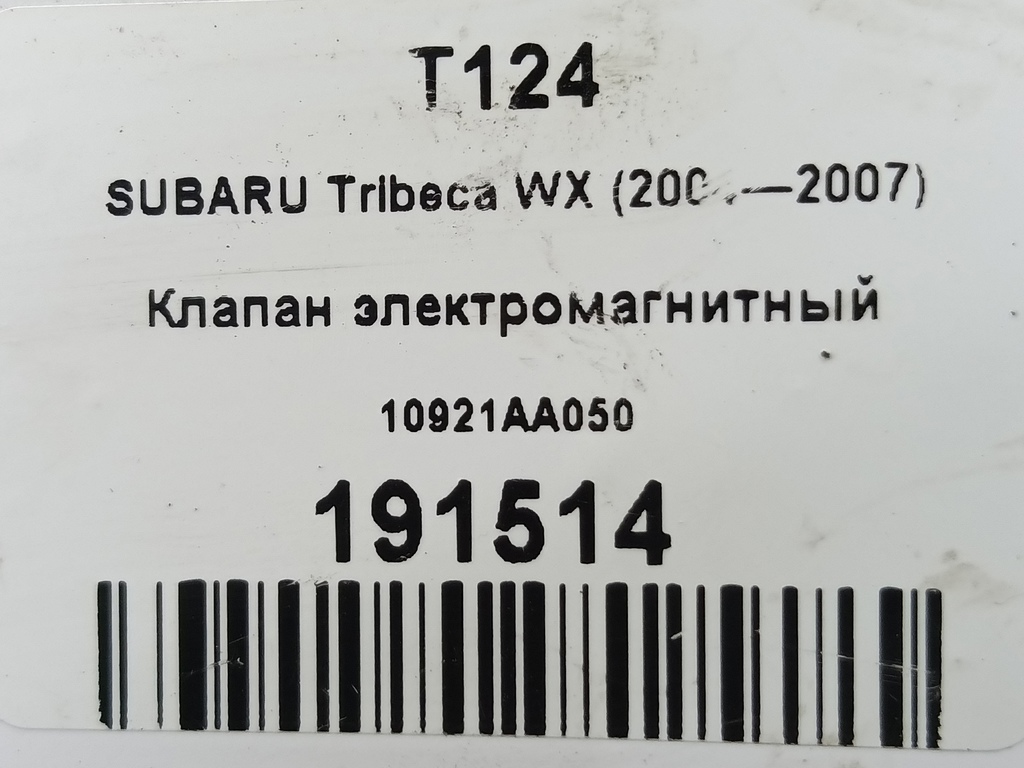 T124
SUBARU Tribeca WX
Клапан электромагнитный
10921AA050
191514